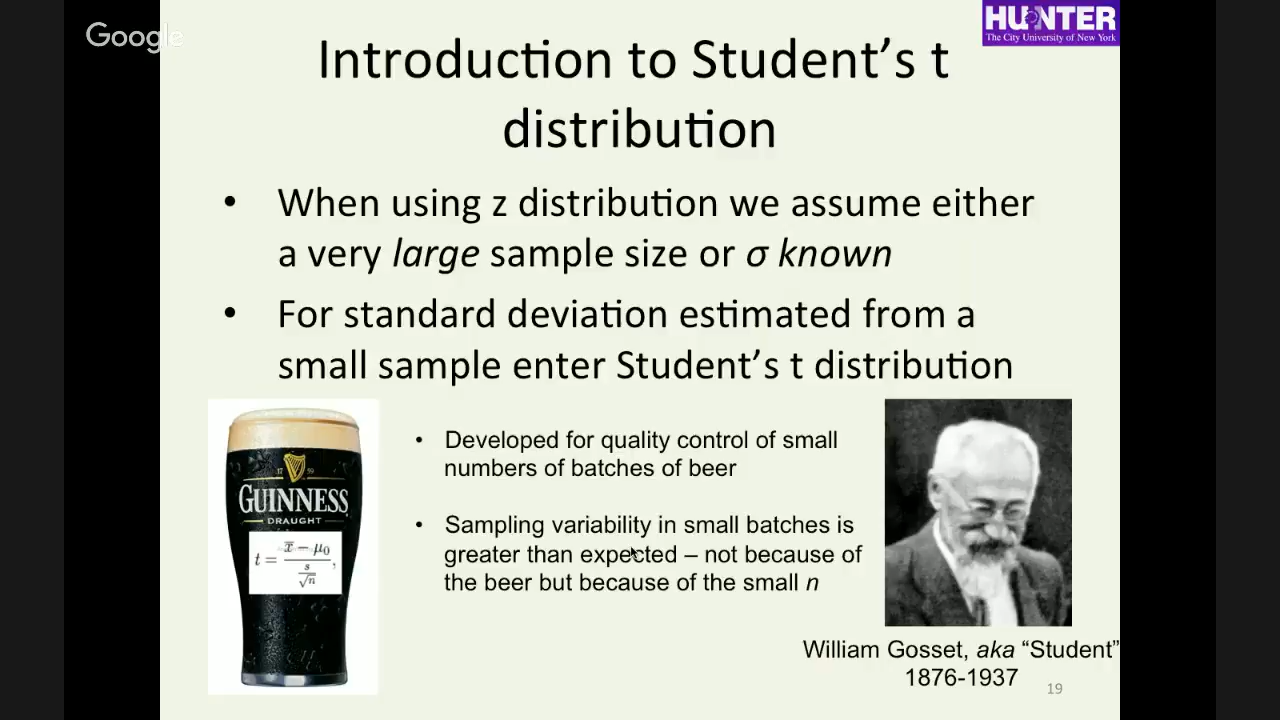 Google
HUNTER
The City University of New York
Introduction to Student's t
distribution
• When using z distribution we assume either
a very large sample size or σ known
• For standard deviation estimated from a
small sample enter Student's t distribution
17 59
GUINNESS
DRAUGHT
t = x̄ − μ₀ / s/√n ,
• Developed for quality control of small
numbers of batches of beer
• Sampling variability in small batches is
greater than expected – not because of
the beer but because of the small n
William Gosset, aka “Student”
1876-1937
19